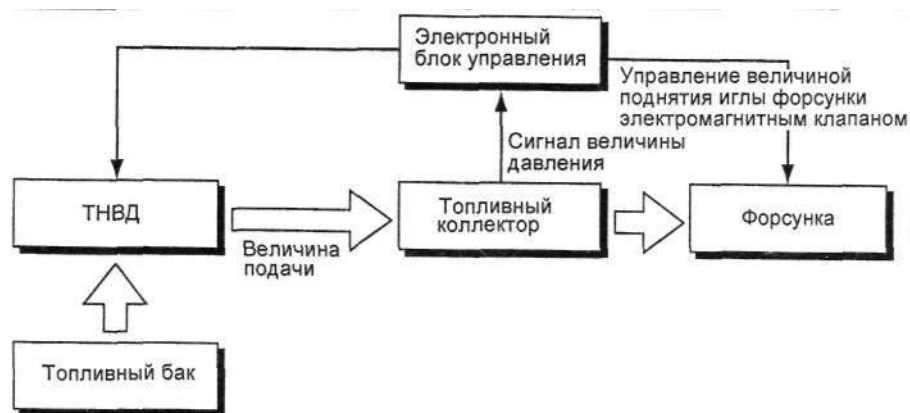 Электронный
блок управления
Управление величиной
поднятия иглы форсунки
электромагнитным клапаном
Сигнал величины
давления
ТНВД
Величина
подачи
Топливный
коллектор
Форсунка
Топливный бак